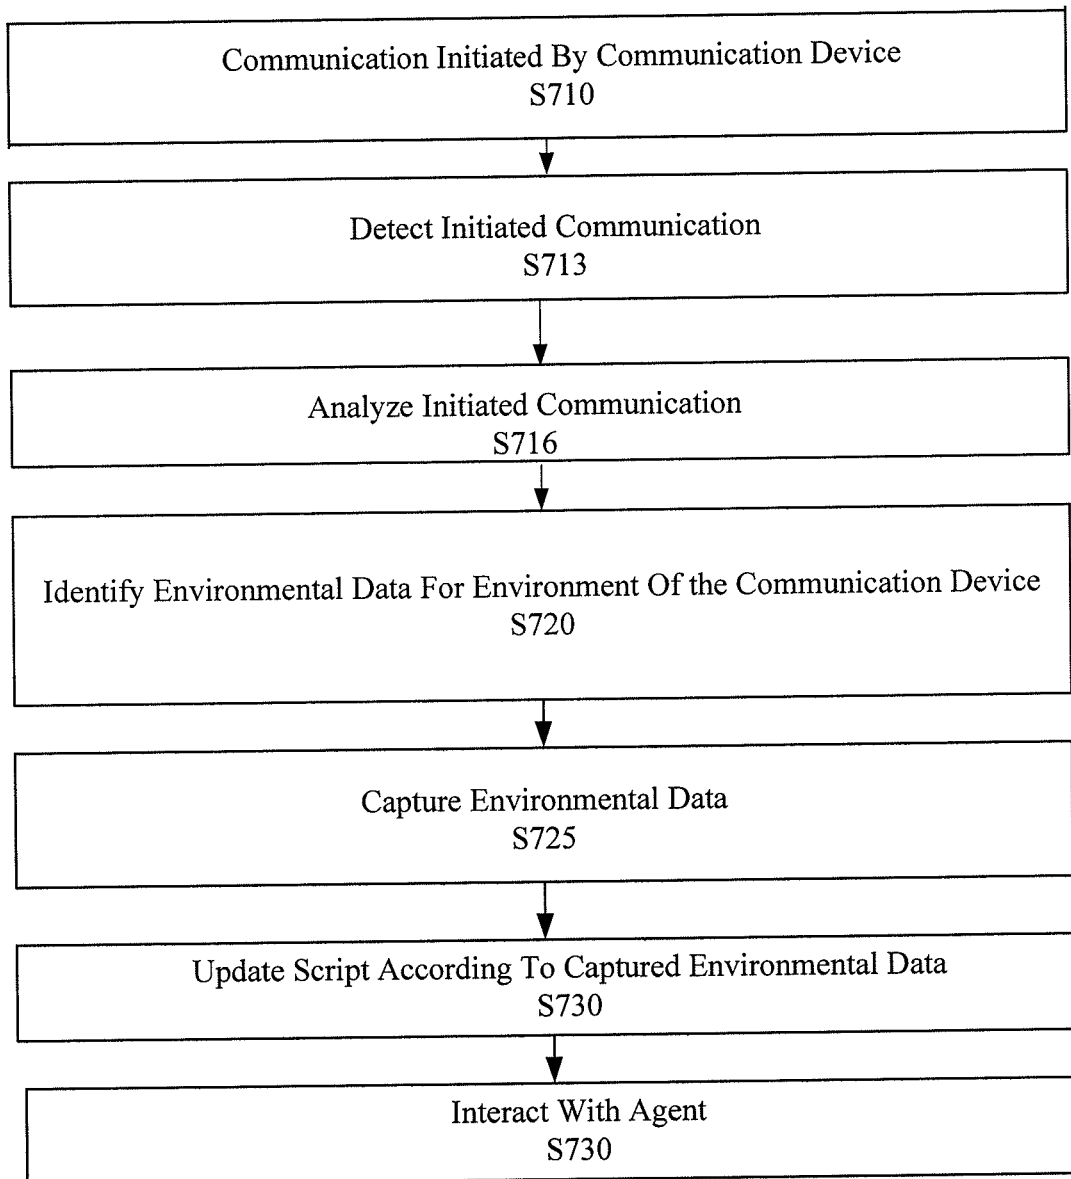 Communication Initiated By Communication Device
S710
Detect Initiated Communication
S713
Analyze Initiated Communication
S716
Identify Environmental Data For Environment Of the Communication Device
S720
Capture Environmental Data
S725
Update Script According To Captured Environmental Data
S730
Interact With Agent
S730